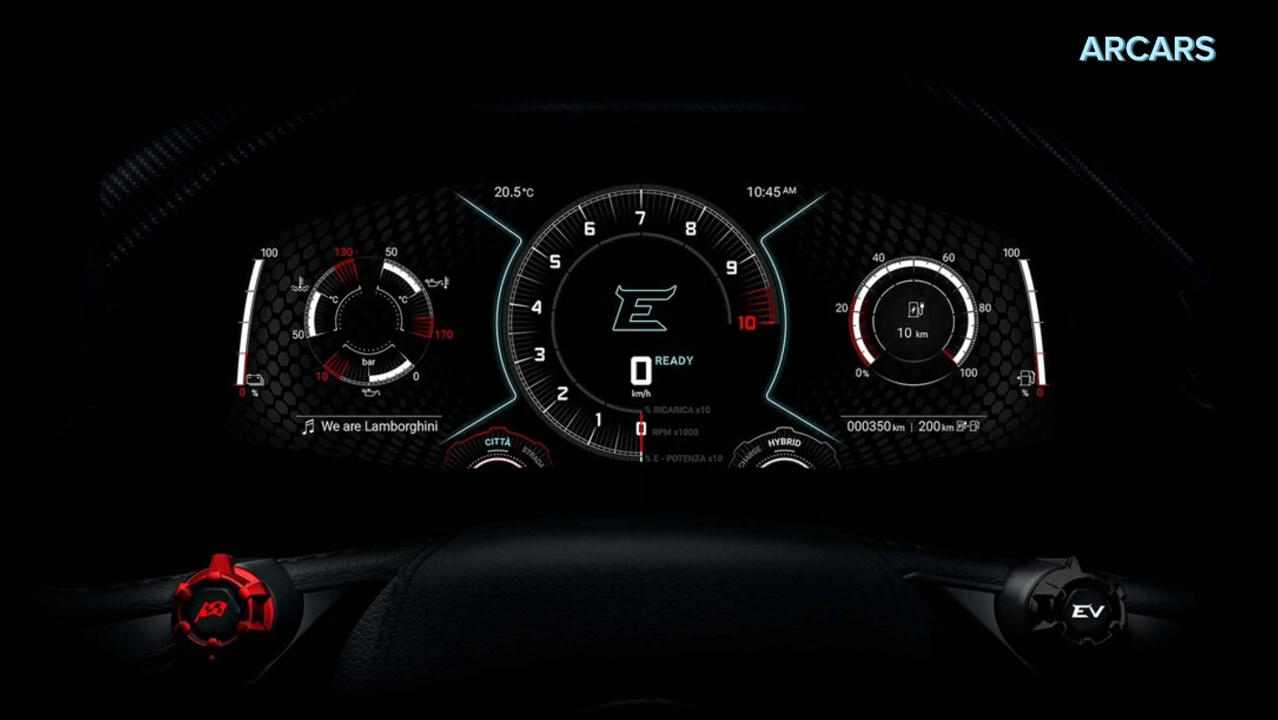 ARCARS
20.5°C
10:45 AM
7
6
8
5
9
4
10
3
2
1
E
READY
0
km/h
% RICARICA x10
0
RPM x1000
% E - POTENZA x10
100
130
50
°C
°C
50
170
bar
10
0
0 %
We are Lamborghini
CITTÀ
STRADA
40
60
100
20
80
10 km
0%
100
% 0
000350 km | 200 km
HYBRID
CHARGE
EV